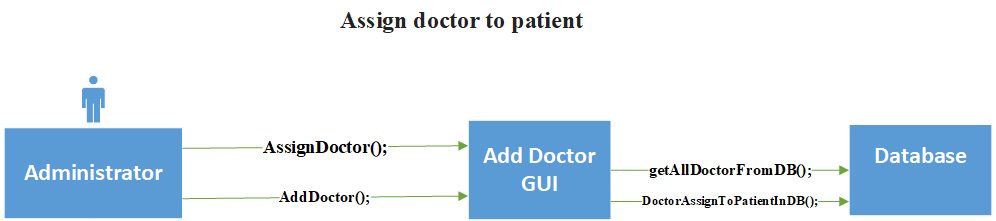 Assign doctor to patient
Administrator
AssignDoctor();
AddDoctor();
Add Doctor
GUI
getAllDoctorFromDB();
DoctorAssignToPatientInDB();
Database